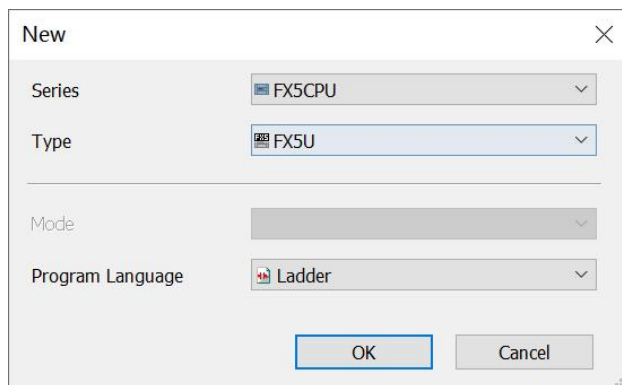 New
Series FX5CPU
Type FX5U
Mode
Program Language Ladder
OK Cancel